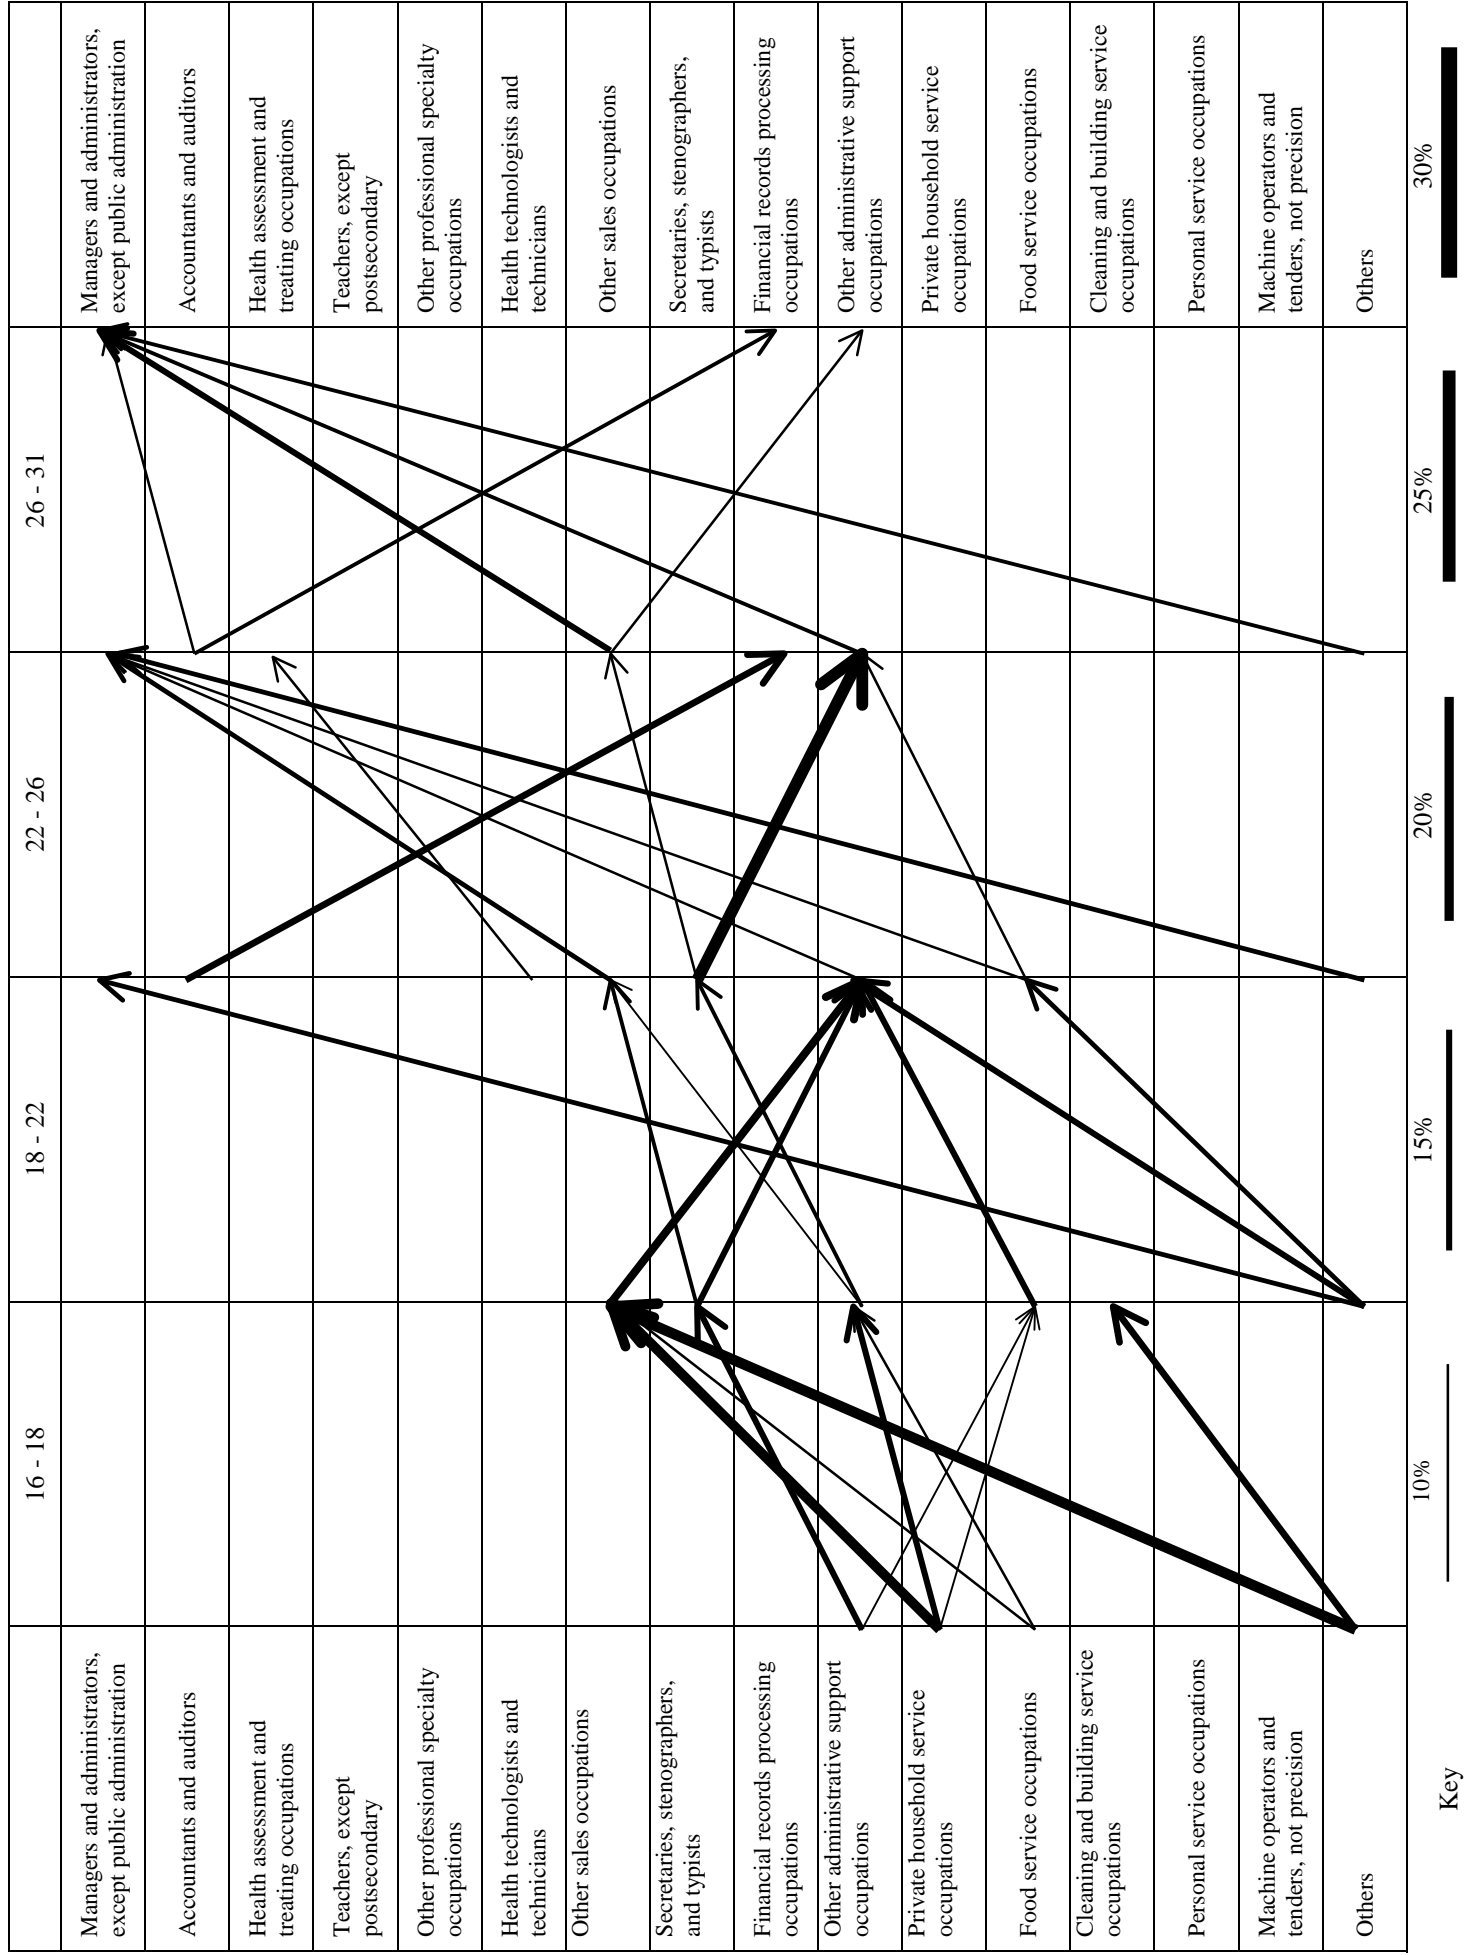 16 - 18
18 - 22
22 - 26
26 - 31
Managers and administrators,
except public administration
Managers and administrators,
except public administration
Accountants and auditors
Accountants and auditors
Health assessment and
treating occupations
Health assessment and
treating occupations
Teachers, except
postsecondary
Teachers, except
postsecondary
Other professional specialty
occupations
Other professional specialty
occupations
Health technologists and
technicians
Health technologists and
technicians
Other sales occupations
Other sales occupations
Secretaries, stenographers,
and typists
Secretaries, stenographers,
and typists
Financial records processing
occupations
Financial records processing
occupations
Other administrative support
occupations
Other administrative support
occupations
Private household service
occupations
Private household service
occupations
Food service occupations
Food service occupations
Cleaning and building service
occupations
Cleaning and building service
occupations
Personal service occupations
Personal service occupations
Machine operators and
tenders, not precision
Machine operators and
tenders, not precision
Others
Others
Key
10%
15%
20%
25%
30%